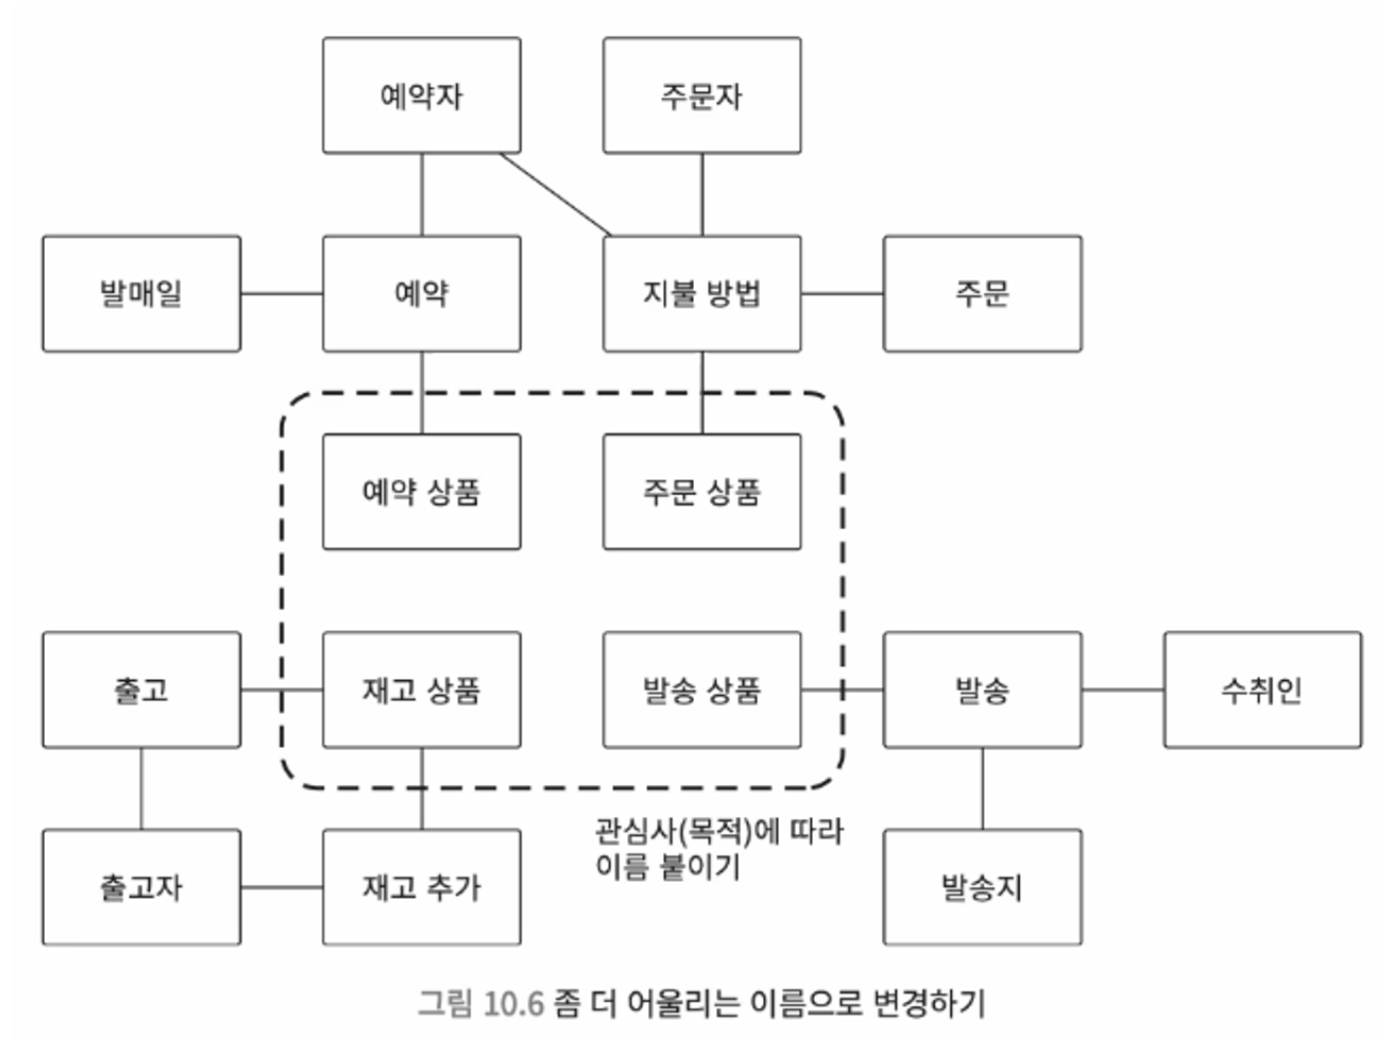 예약자
주문자
발매일
예약
지불 방법
주문
예약 상품
주문 상품
출고
재고 상품
발송 상품
발송
수취인
관심사(목적)에 따라
이름 붙이기
출고자
재고 추가
발송지
그림 10.6 좀 더 어울리는 이름으로 변경하기